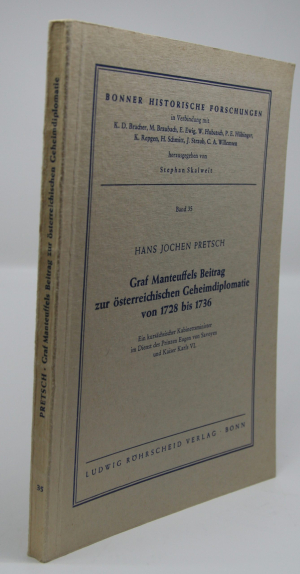 BONNER HISTORISCHE FORSCHUNGEN
in Verbindung mit
K. D. Bracher, M. Braubach, E. Ewig, W. Hubatsch, P. E. Hübinger,
K. Repgen, H. Schmitt, J. Straub, C. A. Willemsen
herausgegeben von
Stephan Skalweit
Band 35
HANS JOCHEN PRETSCH
Graf Manteuffels Beitrag
zur österreichischen Geheimdiplomatie
von 1728 bis 1736
Ein kursächsischer Kabinettsminister
im Dienst des Prinzen Eugen von Savoyen
und Kaiser Karls VI.
LUDWIG RÖHRSCHEID VERLAG BONN
PRETSCH · Graf Manteuffels Beitrag zur österreichischen Geheimdiplomatie
35